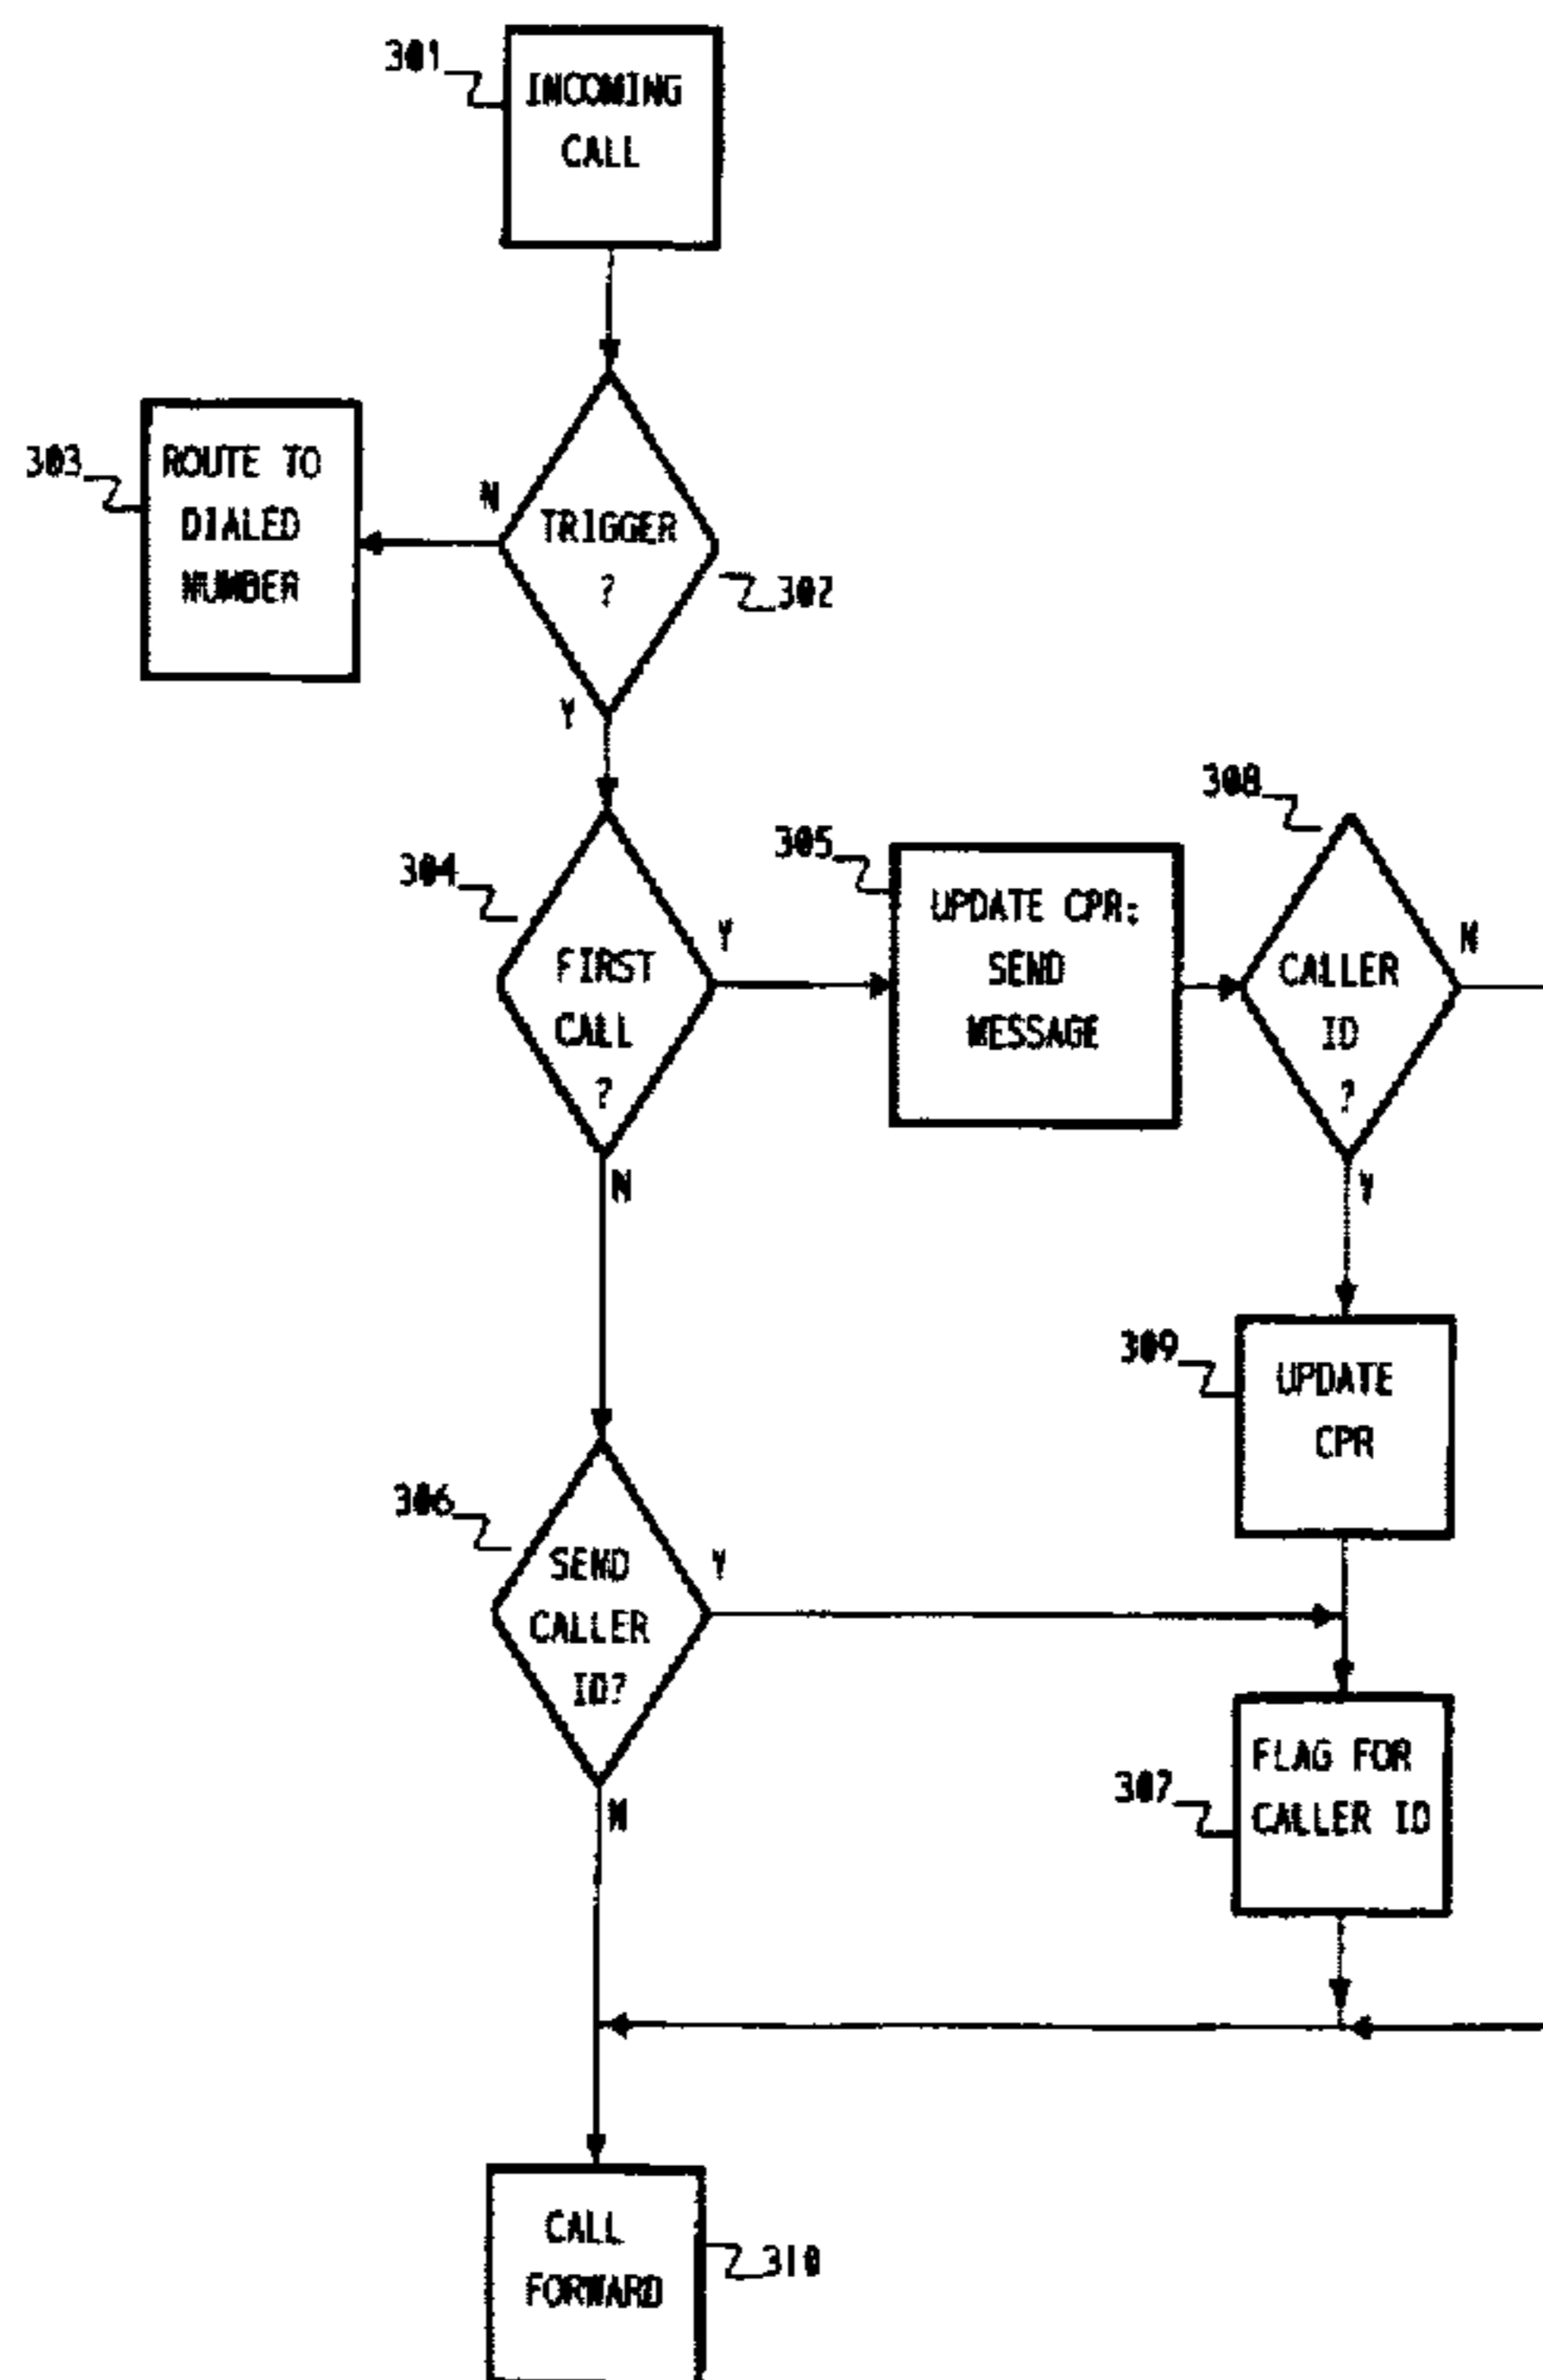 301
INCOMING
CALL
303
ROUTE TO
DIALED
NUMBER
N
TRIGGER
?
302
Y
304
FIRST
CALL
?
Y
N
305
UPDATE CPR;
SEND
MESSAGE
308
CALLER
ID
?
N
Y
309
UPDATE
CPR
306
SEND
CALLER
ID?
Y
N
307
FLAG FOR
CALLER ID
CALL
FORWARD
310